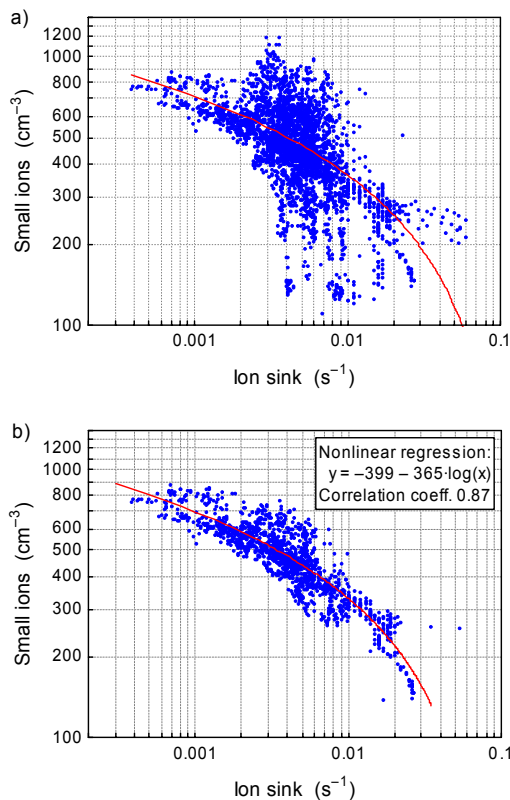 a)
1200
1000
800
600
500
400
300
200
100
Small ions (cm⁻³)
0.001 0.01 0.1
Ion sink (s⁻¹)
b)
1200
1000
800
600
500
400
300
200
100
Small ions (cm⁻³)
Nonlinear regression:
y = −399 − 365·log(x)
Correlation coeff. 0.87
0.001 0.01 0.1
Ion sink (s⁻¹)